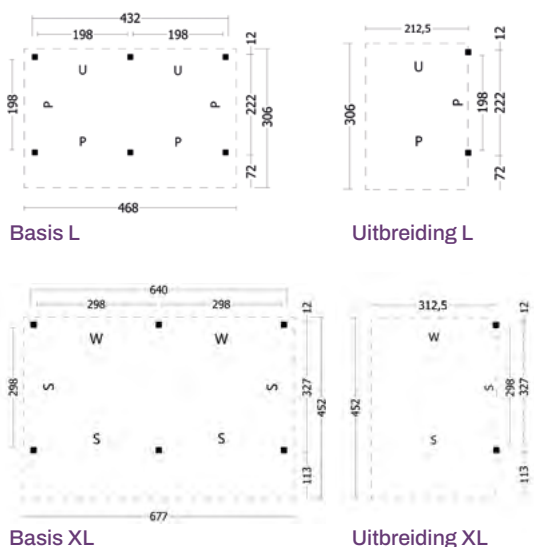 432
198 198
12
U U
198
P P
222
306
P P
72
468
Basis L
212,5
12
U
306
P
198
222
P
72
Uitbreiding L
640
298 298
12
W W
298
S S
327
452
S S
113
677
Basis XL
312,5
12
W
452
S
298
327
S
113
Uitbreiding XL